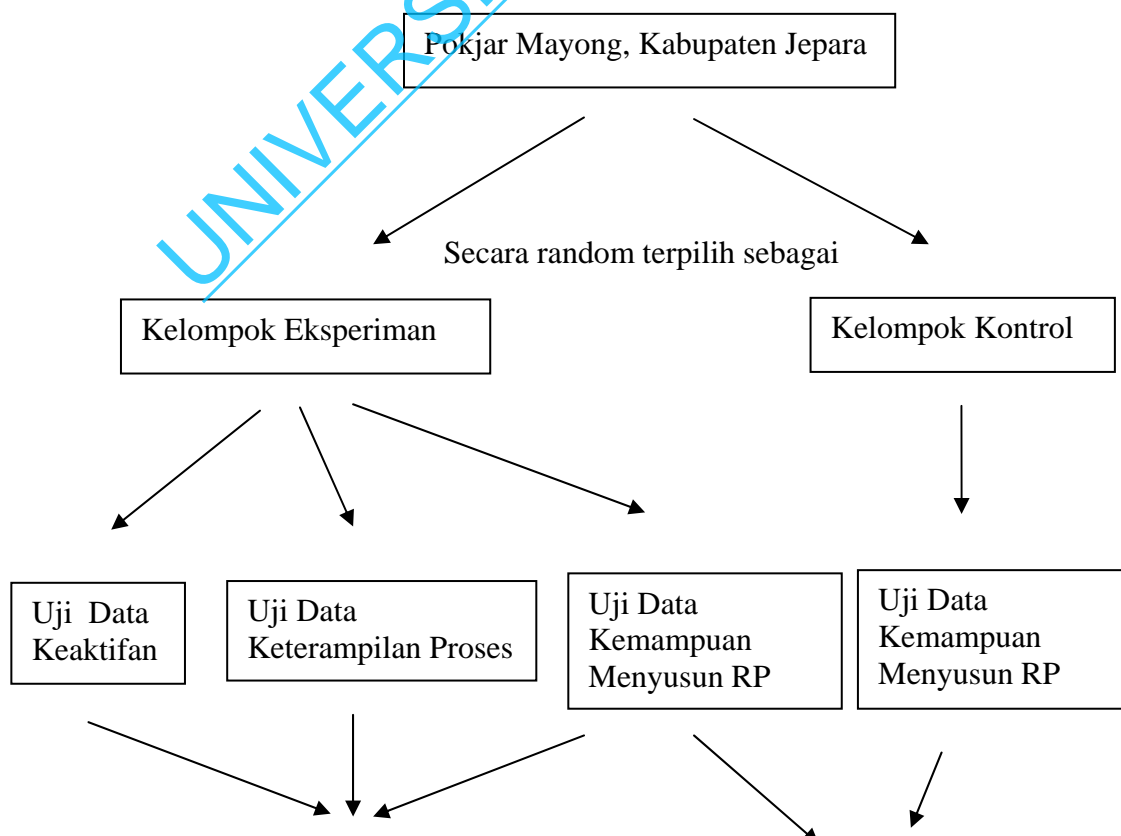 Pokjar Mayong, Kabupaten Jepara
Secara random terpilih sebagai
Kelompok Eksperiman
Kelompok Kontrol
Uji Data
Keaktifan
Uji Data
Keterampilan Proses
Uji Data
Kemampuan
Menyusun RP
Uji Data
Kemampuan
Menyusun RP